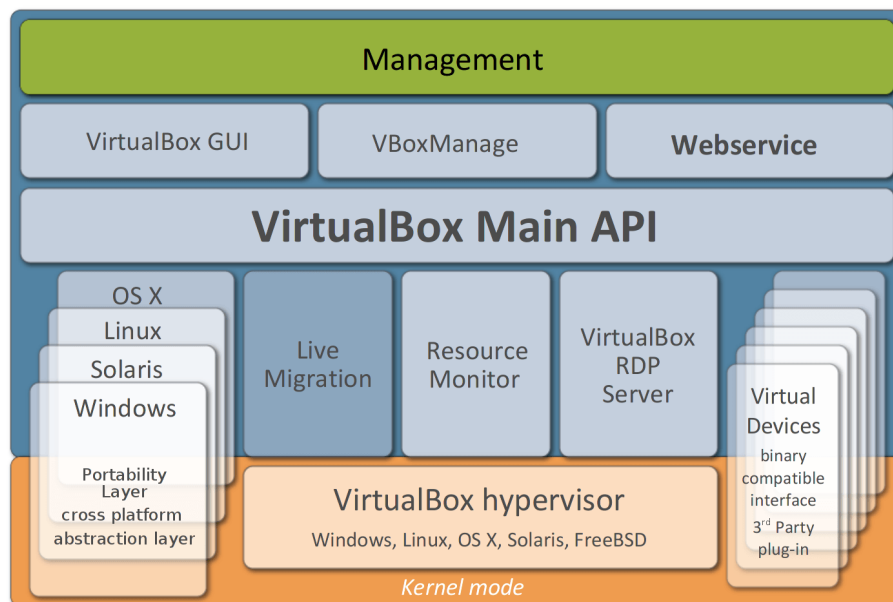 Management
VirtualBox GUI
VBoxManage
Webservice
VirtualBox Main API
OS X
Linux
Solaris
Windows
Portability
Layer
cross platform
abstraction layer
Live
Migration
Resource
Monitor
VirtualBox
RDP
Server
Virtual
Devices
binary
compatible
interface
3rd Party
plug-in
VirtualBox hypervisor
Windows, Linux, OS X, Solaris, FreeBSD
Kernel mode